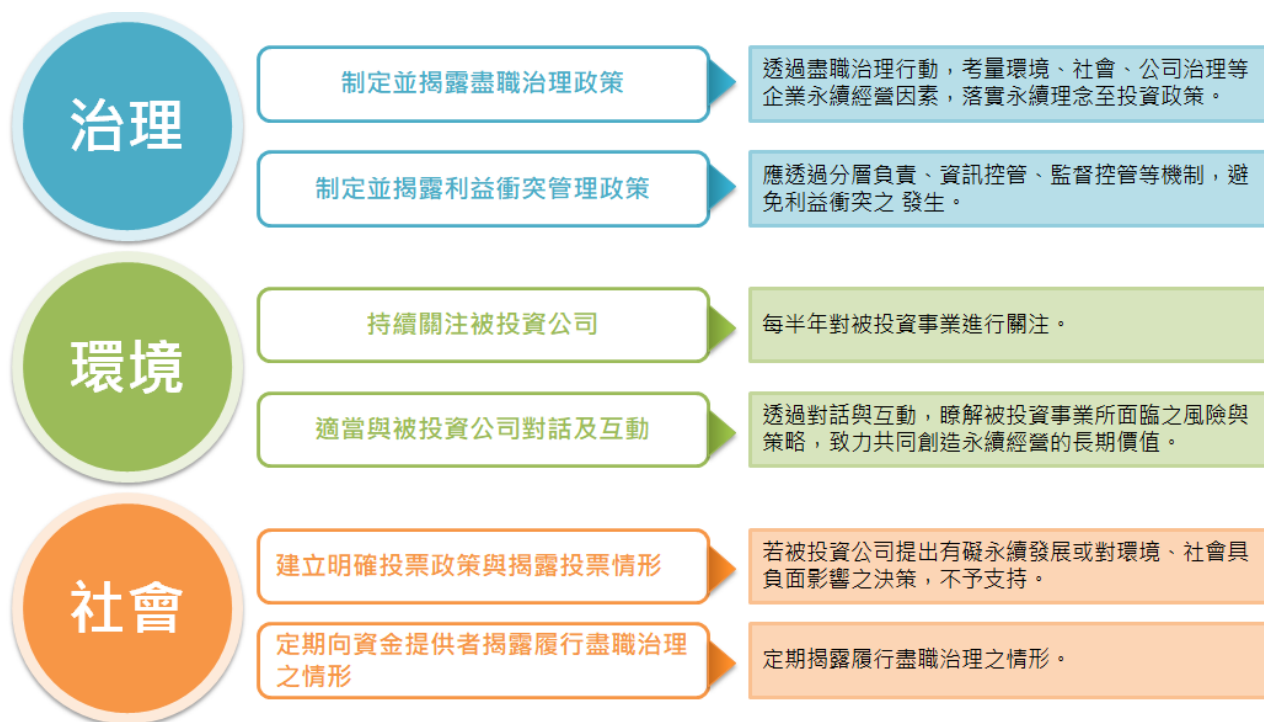 治理
制定並揭露盡職治理政策
透過盡職治理行動，考量環境、社會、公司治理等
企業永續經營因素，落實永續理念至投資政策。
制定並揭露利益衝突管理政策
應透過分層負責、資訊控管、監督控管等機制，避
免利益衝突之 發生。
環境
持續關注被投資公司
每半年對被投資事業進行關注。
適當與被投資公司對話及互動
透過對話與互動，瞭解被投資事業所面臨之風險與
策略，致力共同創造永續經營的長期價值。
社會
建立明確投票政策與揭露投票情形
若被投資公司提出有礙永續發展或對環境、社會具
負面影響之決策，不予支持。
定期向資金提供者揭露履行盡職治理
之情形
定期揭露履行盡職治理之情形。